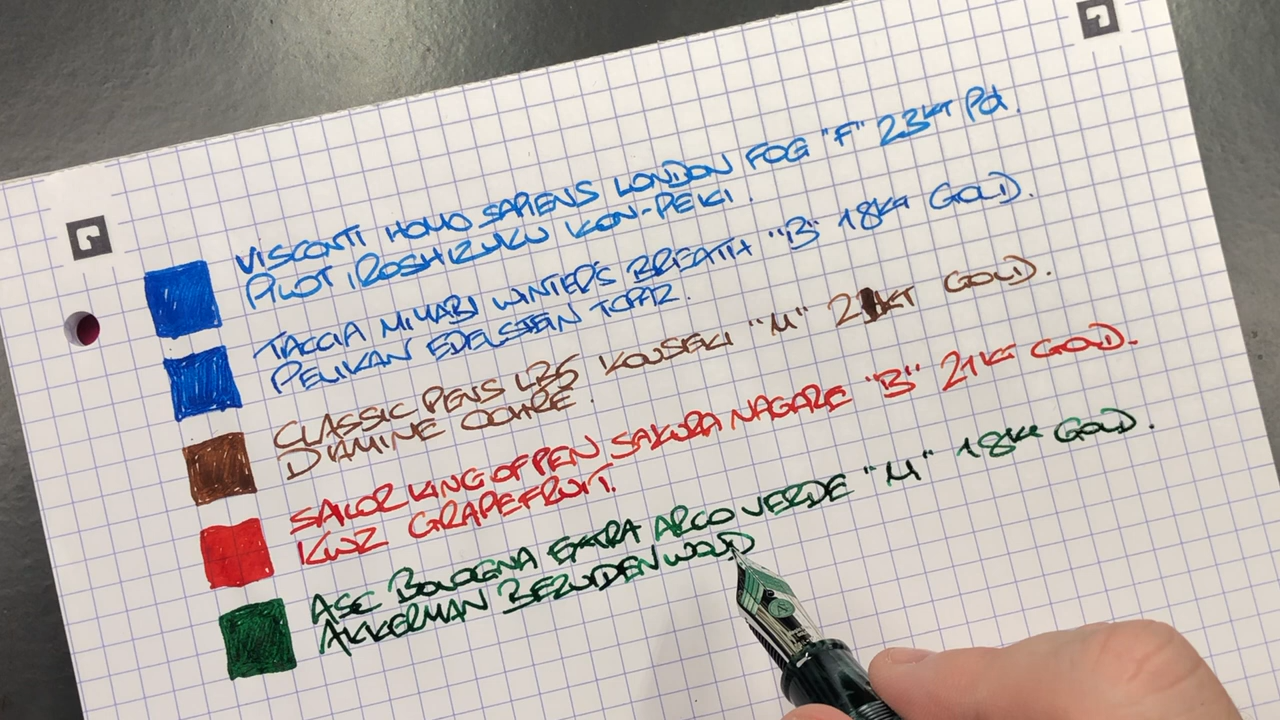 VISCONTI HOMO SAPIENS LONDON FOG "F" 23KT Pd.
PILOT IROSHIZUKU KON-PEKI.
TACCIA MIYABI WINTER'S BREATH "B" 18Kt GOLD.
PELIKAN EDELSTEIN TOPAZ.
CLASSIC PENS LB5 KOUSEKI "M" 21KT GOLD.
DIAMINE OCHRE.
SAILOR KING OF PEN SAKURA NAGARE "B" 21Kt GOLD.
KWZ GRAPEFRUIT.
ASC BOLOGNA EXTRA ARCO VERDE "M" 18Kt GOLD.
AKKERMAN BEZUIDENWOUD